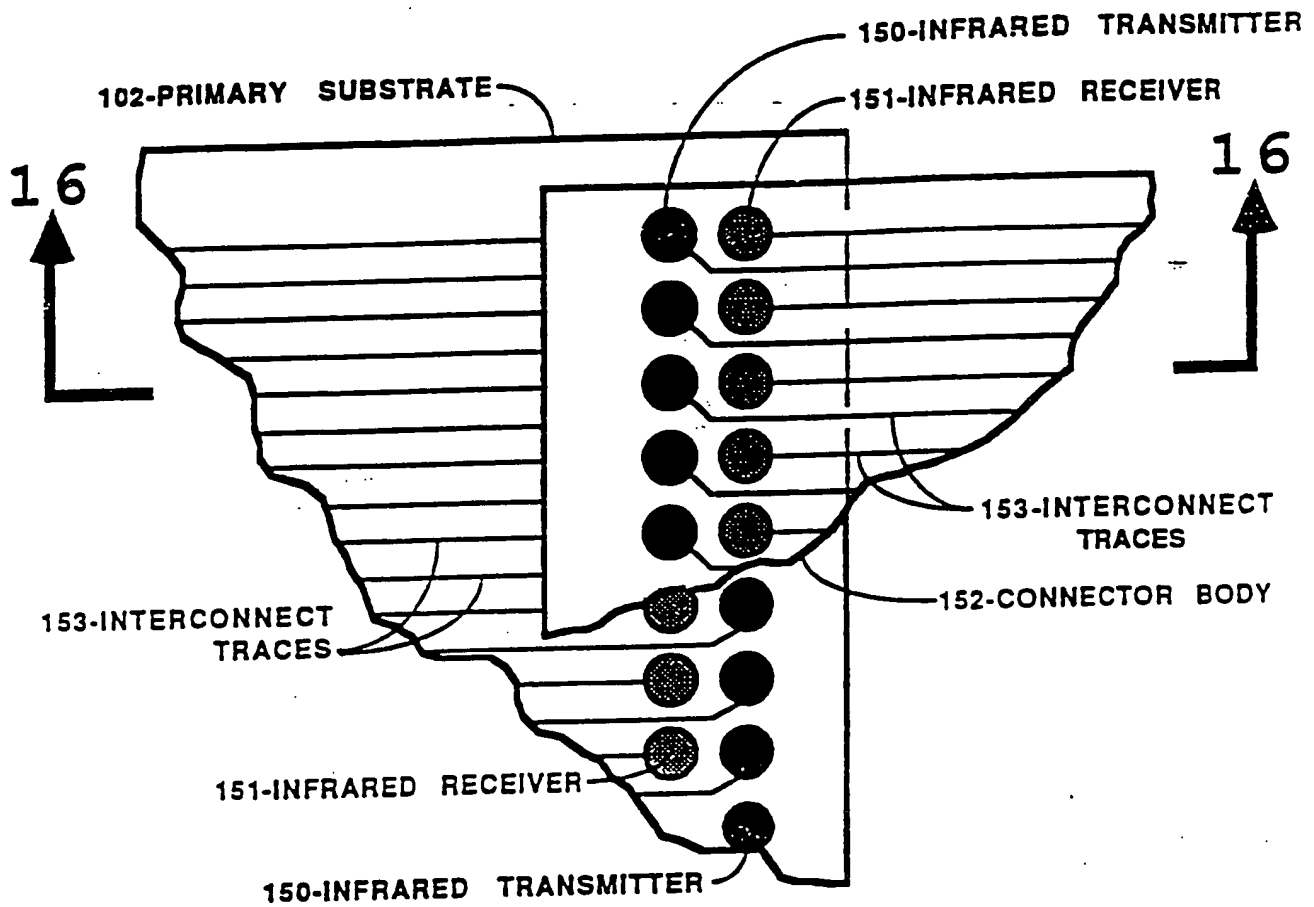 150-INFRARED TRANSMITTER
102-PRIMARY SUBSTRATE
151-INFRARED RECEIVER
16
16
153-INTERCONNECT
TRACES
152-CONNECTOR BODY
153-INTERCONNECT
TRACES
151-INFRARED RECEIVER
150-INFRARED TRANSMITTER